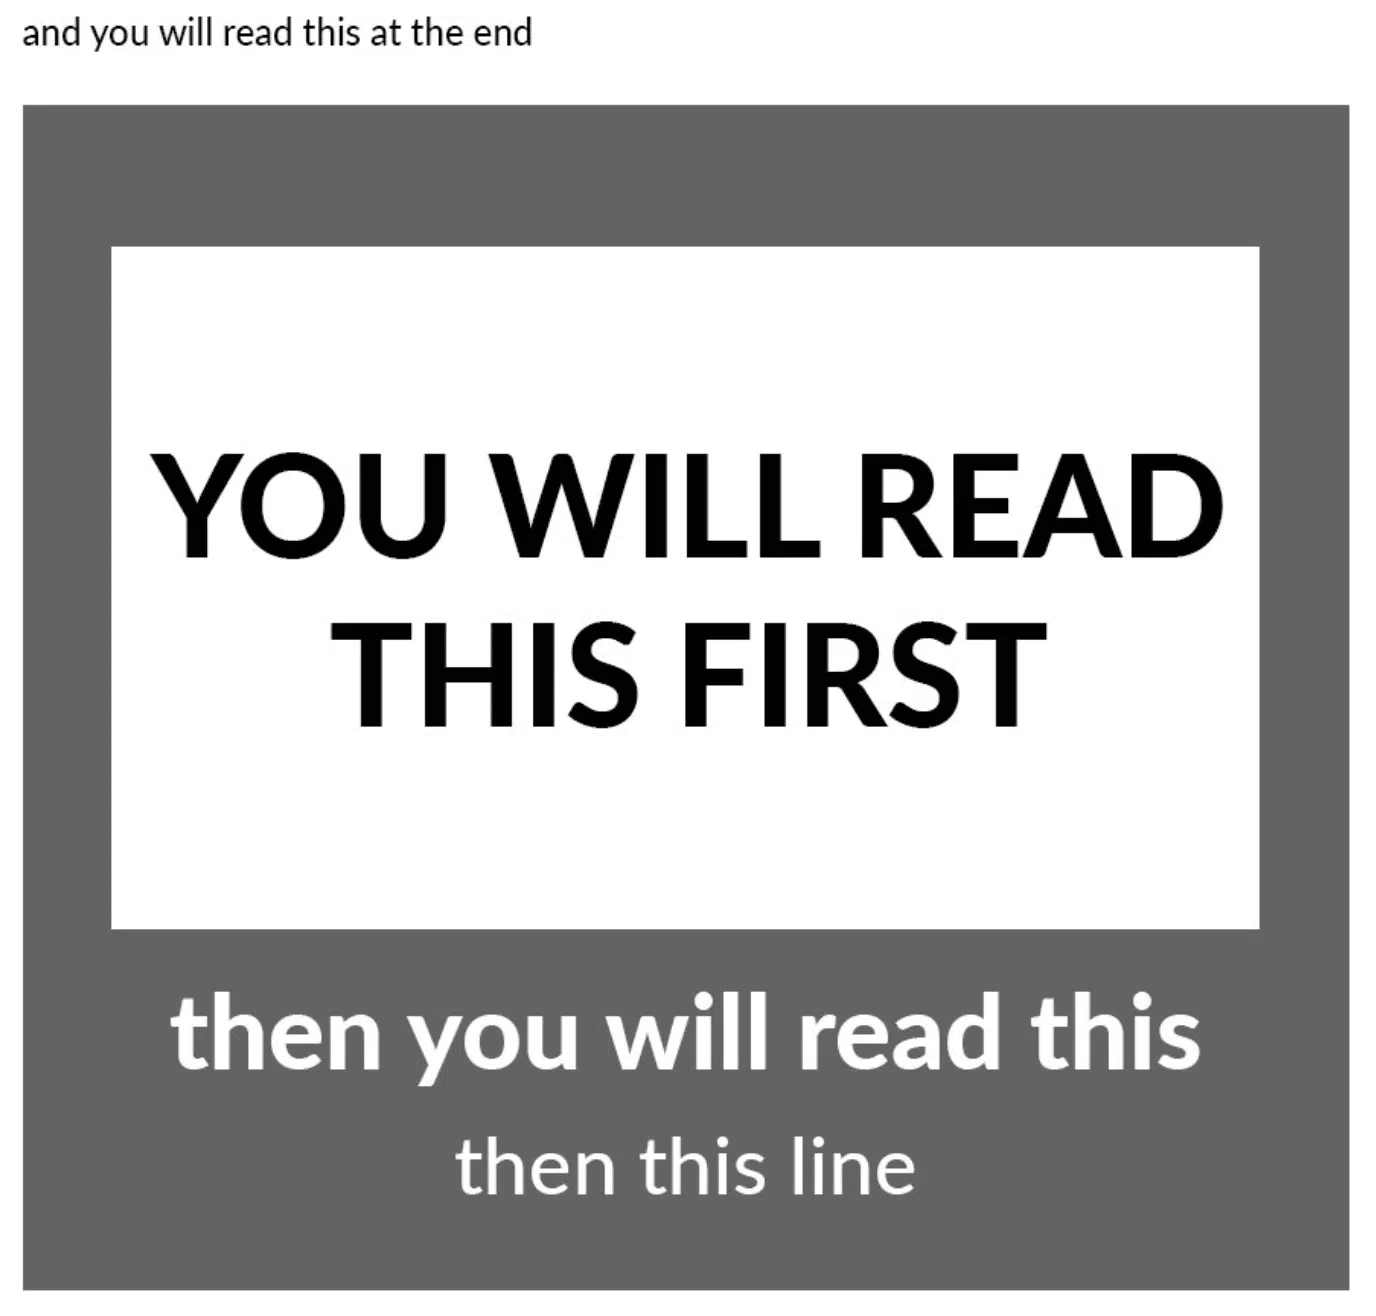 and you will read this at the end
YOU WILL READ
THIS FIRST
then you will read this
then this line